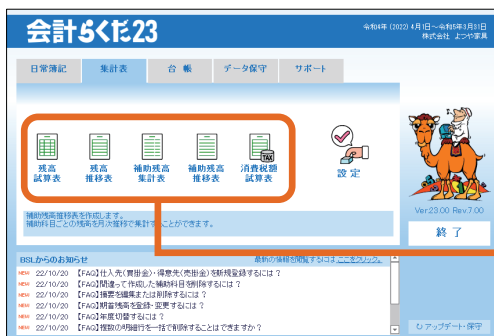 会計らくだ23
令和04年(2022)4月1日～令和05年3月31日
株式会社 よつや家具
日常簿記 集計表 台 帳 データ保守 サポート
残高試算表 残高推移表 補助残高集計表 補助残高推移表 消費税額試算表 設 定
TAX
補助残高推移表を作成します。
補助科目ごとの残高を月次推移で集計することができます。
Ver.23.00 Rev.7.00
終 了
BSLからのお知らせ 最新の情報を閲覧するには、ここをクリック。
NEW 22/10/20 【FAQ】仕入先(買掛金)・得意先(売掛金)を新規登録するには？
NEW 22/10/20 【FAQ】間違って作成した補助科目を削除するには？
NEW 22/10/20 【FAQ】摘要を編集または削除するには？
NEW 22/10/20 【FAQ】期首残高を登録・変更するには？
NEW 22/10/20 【FAQ】年度切替するには？
NEW 22/10/20 【FAQ】複数の明細行を一括で削除することはできますか？
アップデート・保守